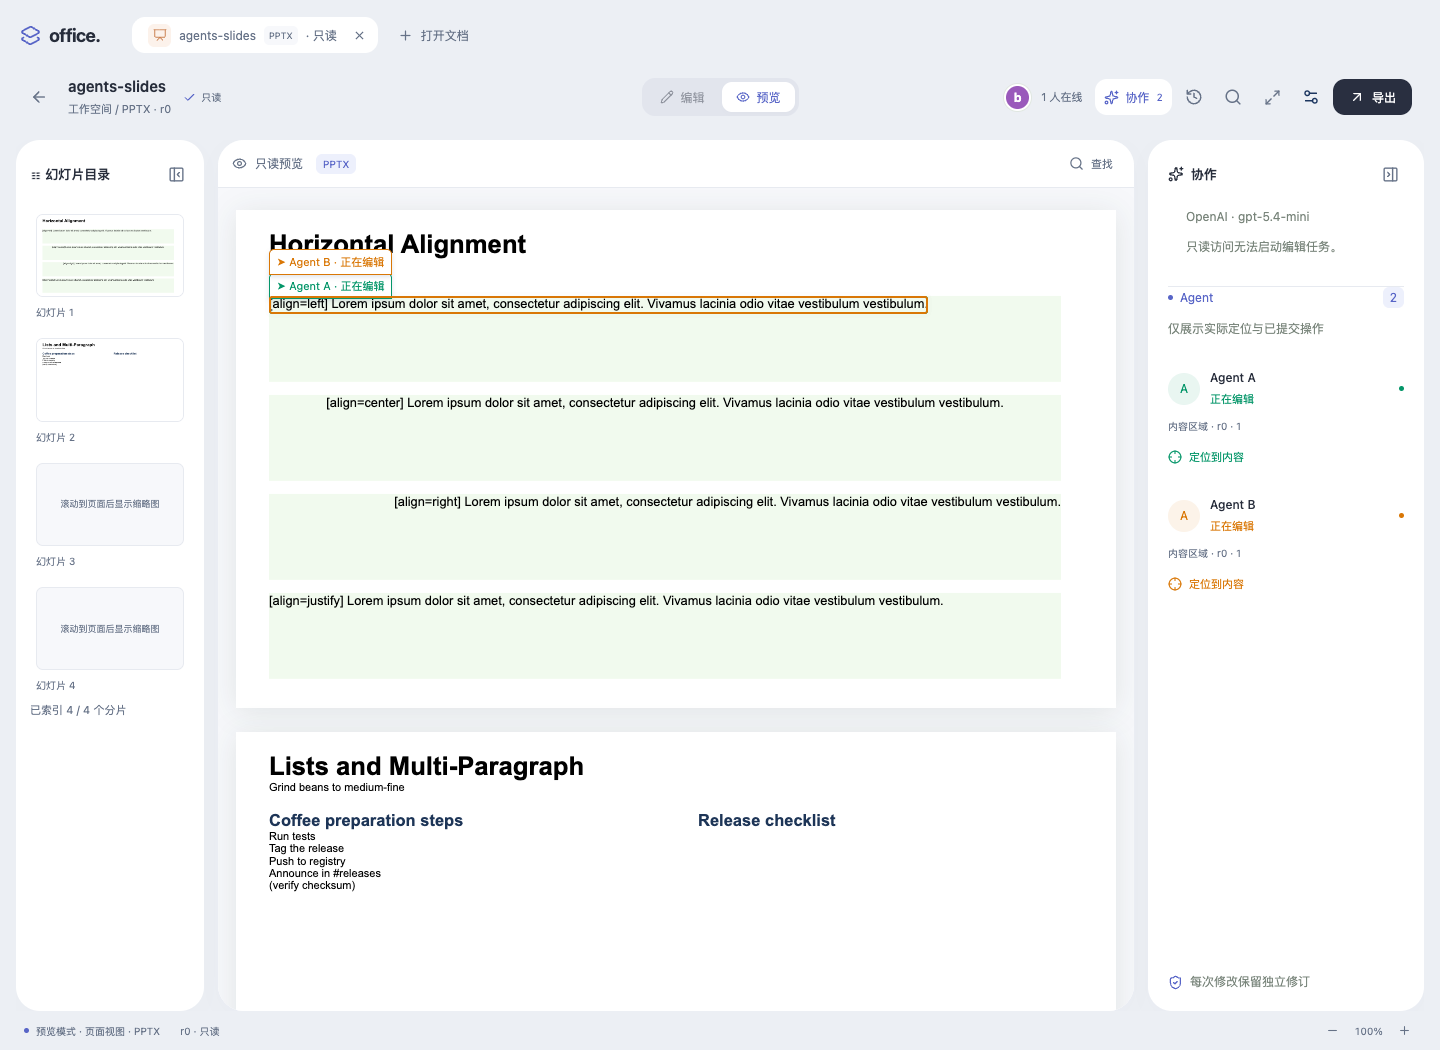 office.
agents-slides PPTX · 只读
打开文档
agents-slides
工作空间 / PPTX · r0
只读
编辑
预览
b
1 人在线
协作 2
导出
幻灯片目录
Horizontal Alignment
幻灯片 1
Lists and Multi-Paragraph
Coffee preparation steps
Release checklist
幻灯片 2
滚动到页面后显示缩略图
幻灯片 3
滚动到页面后显示缩略图
幻灯片 4
已索引 4 / 4 个分片
只读预览 PPTX
查找
Horizontal Alignment
Agent B · 正在编辑
Agent A · 正在编辑
[align=left] Lorem ipsum dolor sit amet, consectetur adipiscing elit. Vivamus lacinia odio vitae vestibulum vestibulum.
[align=center] Lorem ipsum dolor sit amet, consectetur adipiscing elit. Vivamus lacinia odio vitae vestibulum vestibulum.
[align=right] Lorem ipsum dolor sit amet, consectetur adipiscing elit. Vivamus lacinia odio vitae vestibulum vestibulum.
[align=justify] Lorem ipsum dolor sit amet, consectetur adipiscing elit. Vivamus lacinia odio vitae vestibulum vestibulum.
Lists and Multi-Paragraph
Grind beans to medium-fine
Coffee preparation steps
Run tests
Tag the release
Push to registry
Announce in #releases
(verify checksum)
Release checklist
协作
OpenAI · gpt-5.4-mini
只读访问无法启动编辑任务。
Agent 2
仅展示实际定位与已提交操作
A
Agent A
正在编辑
内容区域 · r0 · 1
定位到内容
A
Agent B
正在编辑
内容区域 · r0 · 1
定位到内容
每次修改保留独立修订
预览模式 · 页面视图 · PPTX
r0 · 只读
100%